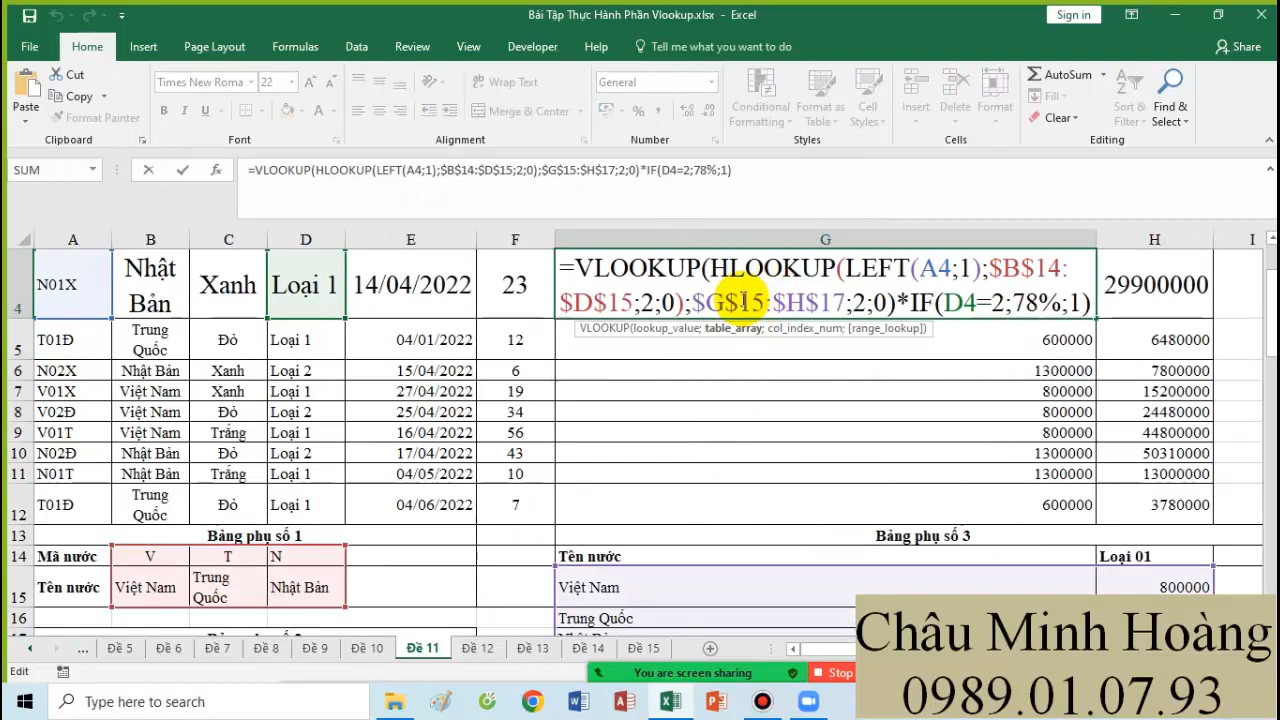 Bài Tập Thực Hành Phần Vlookup.xlsx - Excel
Sign in
File Home Insert Page Layout Formulas Data Review View Developer Help Tell me what you want to do Share
Cut
Copy
Format Painter
Paste
Clipboard
Times New Roma 22
B I U
Font
Wrap Text
Merge & Center
Alignment
General
Number
Conditional Formatting
Format as Table
Cell Styles
Styles
Insert Delete Format
Cells
AutoSum
Fill
Clear
Sort & Filter
Find & Select
Editing
SUM =VLOOKUP(HLOOKUP(LEFT(A4;1);$B$14:$D$15;2;0);$G$15:$H$17;2;0)*IF(D4=2;78%;1)
A B C D E F G H I
4 N01X Nhật Bản Xanh Loại 1 14/04/2022 23 =VLOOKUP(HLOOKUP(LEFT(A4;1);$B$14:
$D$15;2;0);$G$15:$H$17;2;0)*IF(D4=2;78%;1) 29900000
VLOOKUP(lookup_value; table_array; col_index_num; [range_lookup])
5 T01Đ Trung Quốc Đỏ Loại 1 04/01/2022 12 600000 6480000
6 N02X Nhật Bản Xanh Loại 2 15/04/2022 6 1300000 7800000
7 V01X Việt Nam Xanh Loại 1 27/04/2022 19 800000 15200000
8 V02Đ Việt Nam Đỏ Loại 2 25/04/2022 34 800000 24480000
9 V01T Việt Nam Trắng Loại 1 16/04/2022 56 800000 44800000
10 N02Đ Nhật Bản Đỏ Loại 2 17/04/2022 43 1300000 50310000
11 N01T Nhật Bản Trắng Loại 1 04/05/2022 10 1300000 13000000
12 T01Đ Trung Quốc Đỏ Loại 1 04/06/2022 7 600000 3780000
13 Bảng phụ số 1 Bảng phụ số 3
14 Mã nước V T N Tên nước Loại 01
15 Tên nước Việt Nam Trung Quốc Nhật Bản Việt Nam 800000
16 Trung Quốc
... Đề 5 Đề 6 Đề 7 Đề 8 Đề 9 Đề 10 Đề 11 Đề 12 Đề 13 Đề 14 Đề 15
Edit
You are screen sharing Stop
Châu Minh Hoàng
0989.01.07.93
Type here to search